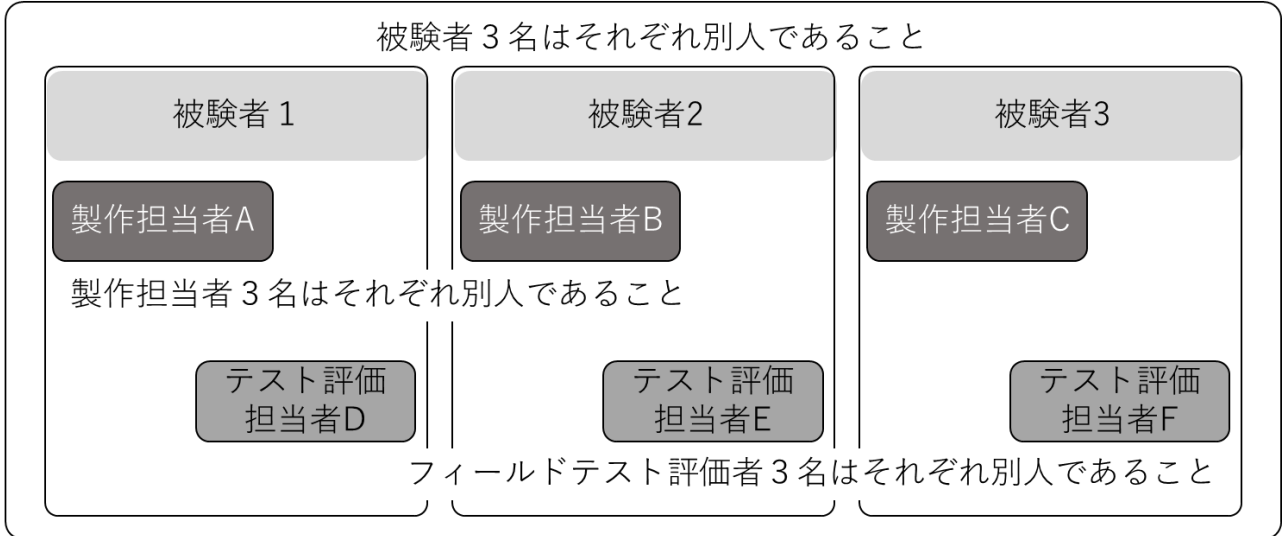 被験者３名はそれぞれ別人であること
被験者１
被験者2
被験者3
製作担当者A
製作担当者B
製作担当者C
製作担当者３名はそれぞれ別人であること
テスト評価
担当者D
テスト評価
担当者E
テスト評価
担当者F
フィールドテスト評価者３名はそれぞれ別人であること